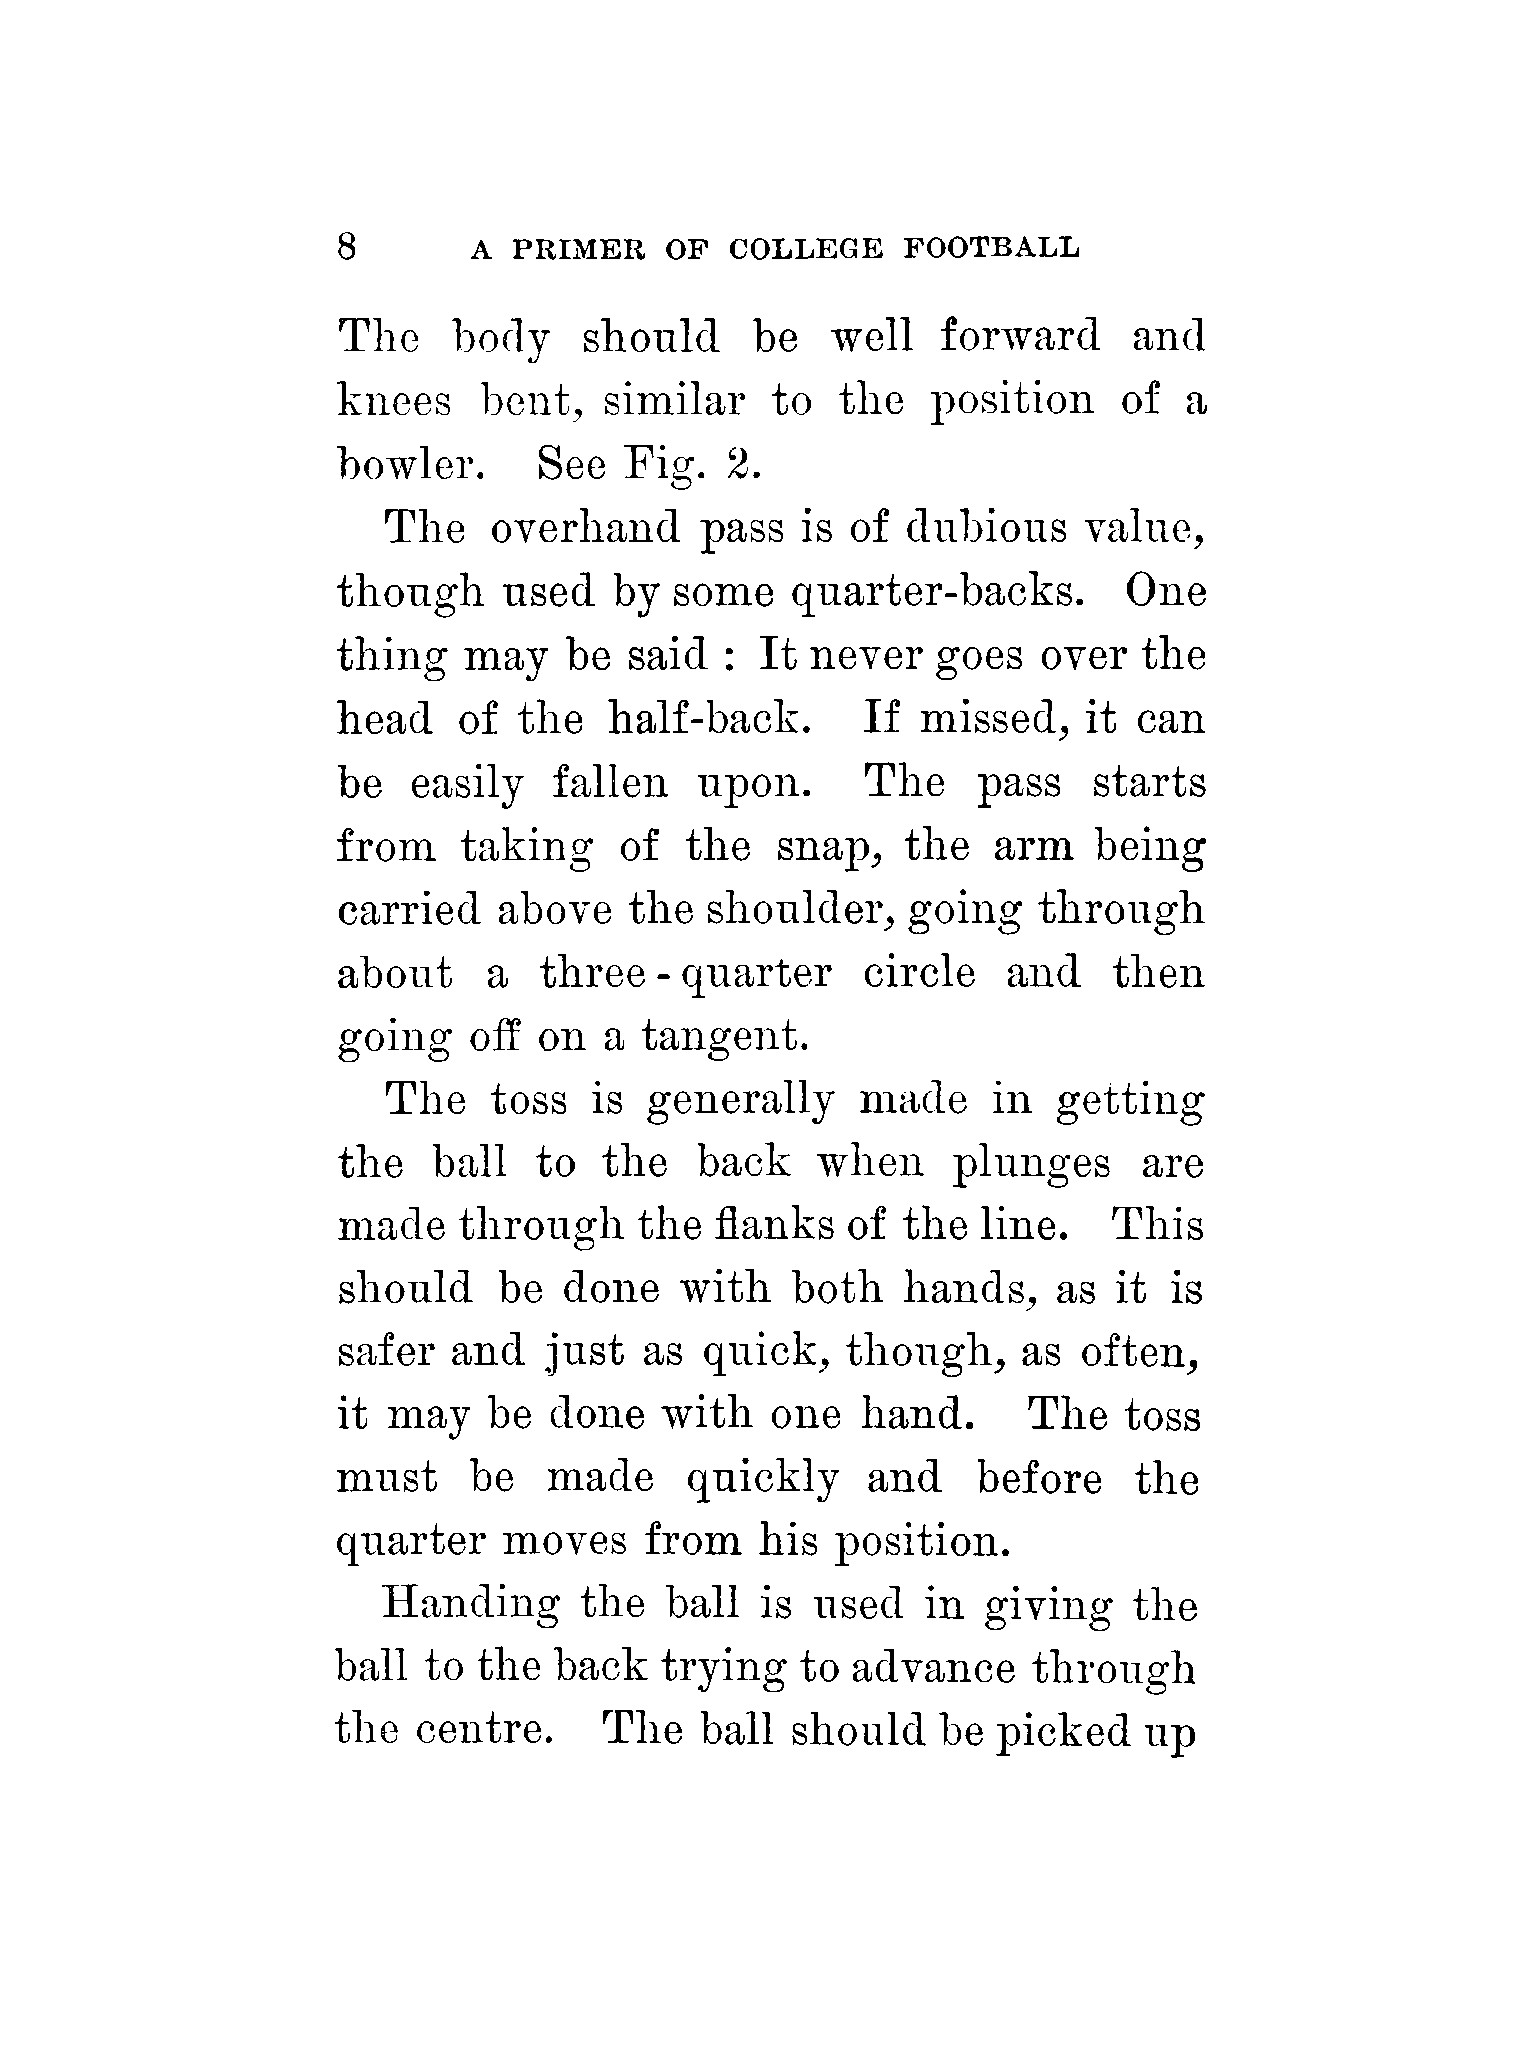 8 A PRIMER OF COLLEGE FOOTBALL
The body should be well forward and
knees bent, similar to the position of a
bowler. See Fig. 2.
The overhand pass is of dubious value,
though used by some quarter-backs. One
thing may be said : It never goes over the
head of the half-back. If missed, it can
be easily fallen upon. The pass starts
from taking of the snap, the arm being
carried above the shoulder, going through
about a three-quarter circle and then
going off on a tangent.
The toss is generally made in getting
the ball to the back when plunges are
made through the flanks of the line. This
should be done with both hands, as it is
safer and just as quick, though, as often,
it may be done with one hand. The toss
must be made quickly and before the
quarter moves from his position.
Handing the ball is used in giving the
ball to the back trying to advance through
the centre. The ball should be picked up